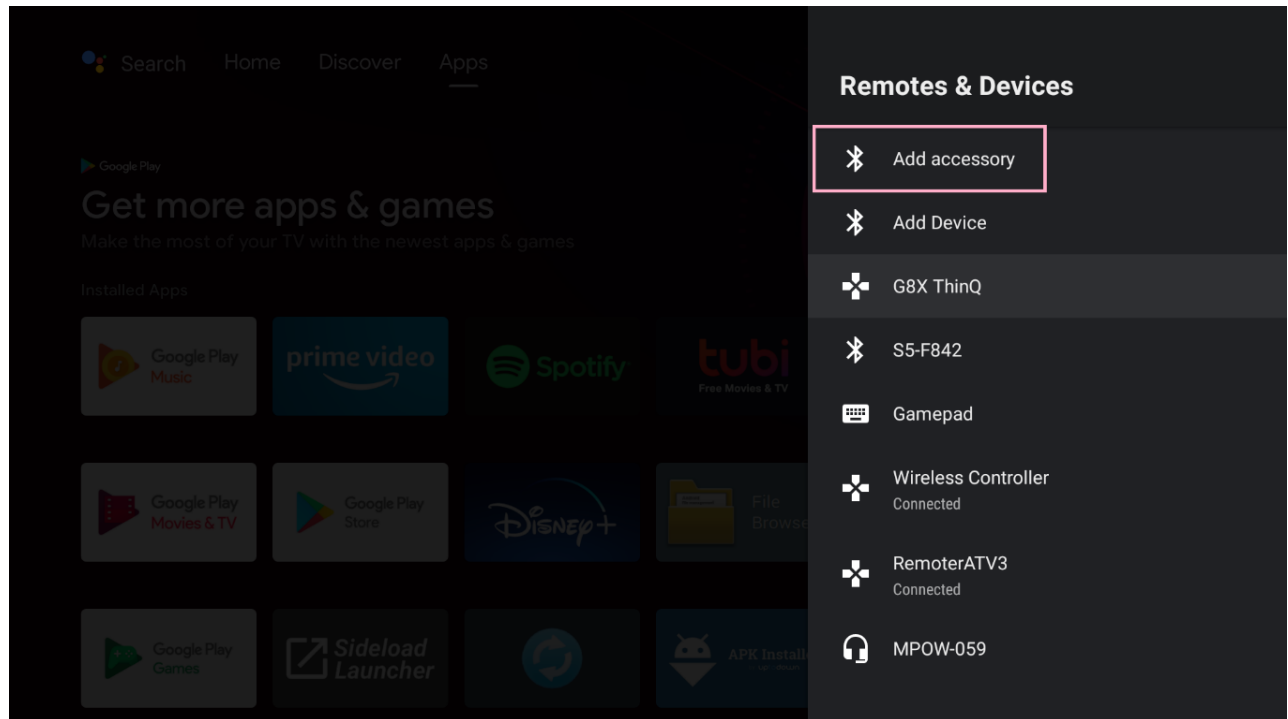 Search Home Discover Apps
Google Play
Get more apps & games
Make the most of your TV with the newest apps & games
Installed Apps
Google Play
Music
prime video
Spotify
tubi
Free Movies & TV
Google Play
Movies & TV
Google Play
Store
Disney+
File
Browse
Google Play
Games
Sideload
Launcher
APK Installe
Remotes & Devices
Add accessory
Add Device
G8X ThinQ
S5-F842
Gamepad
Wireless Controller
Connected
RemoterATV3
Connected
MPOW-059